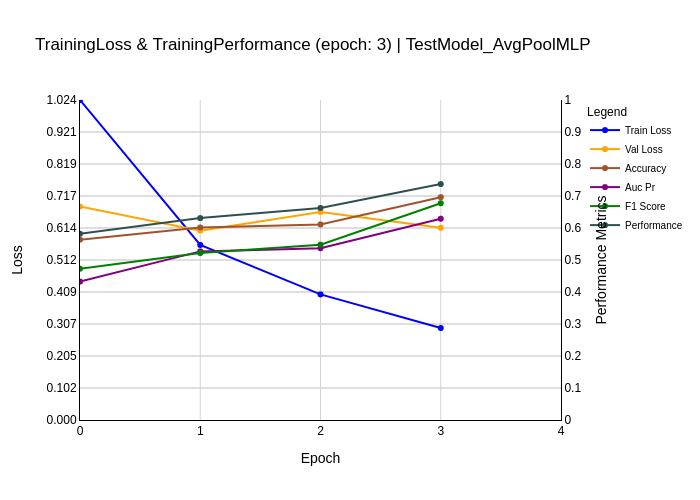 TrainingLoss & TrainingPerformance (epoch: 3) | TestModel_AvgPoolMLP
Loss
1.024
0.921
0.819
0.717
0.614
0.512
0.409
0.307
0.205
0.102
0.000
0
1
2
3
4
Epoch
1
0.9
0.8
0.7
0.6
0.5
0.4
0.3
0.2
0.1
0
Performance Metrics
Legend
Train Loss
Val Loss
Accuracy
Auc Pr
F1 Score
Performance